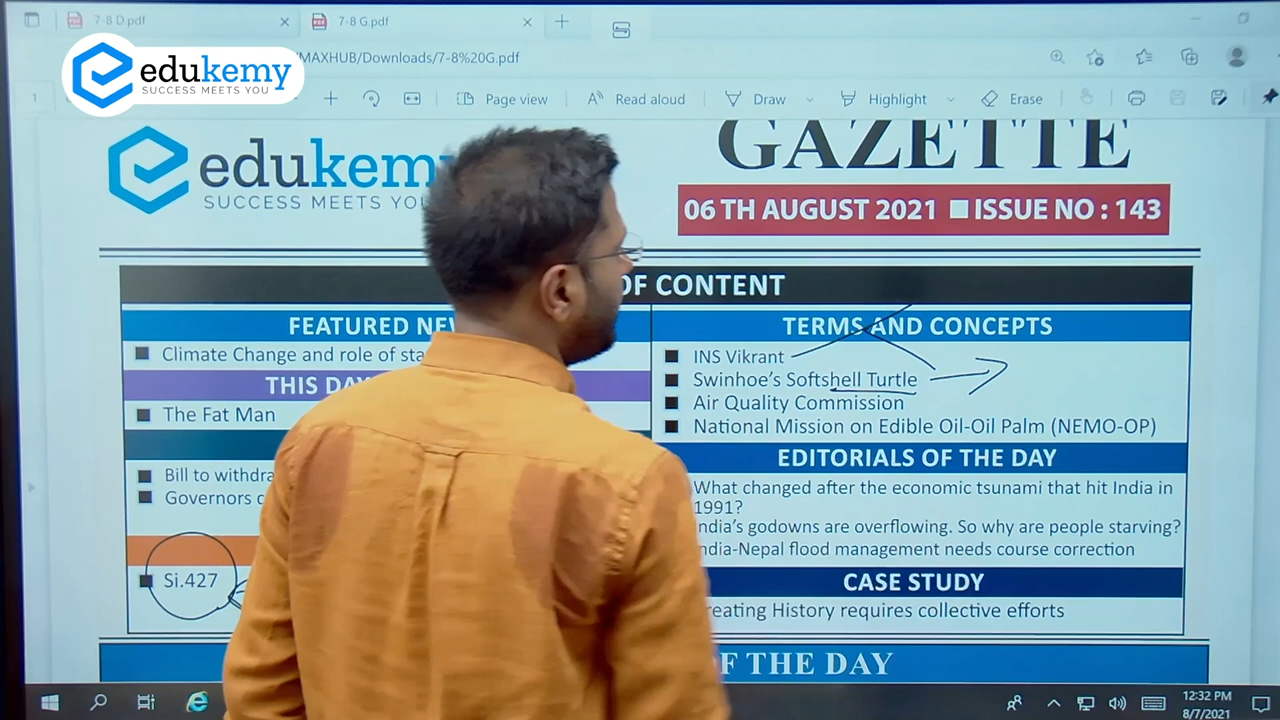 7-8 D.pdf
7-8 G.pdf
/MAXHUB/Downloads/7-8%20G.pdf
edukemy
SUCCESS MEETS YOU
1
Page view
Read aloud
Draw
Highlight
Erase
GAZETTE
edukem
SUCCESS MEETS YOU
06 TH AUGUST 2021 ■ ISSUE NO : 143
OF CONTENT
FEATURED NEW
■ Climate Change and role of sta
THIS DAY
■ The Fat Man
■ Bill to withdra
■ Governors c
■ Si.427
TERMS AND CONCEPTS
■ INS Vikrant
■ Swinhoe's Softshell Turtle
■ Air Quality Commission
■ National Mission on Edible Oil-Oil Palm (NEMO-OP)
EDITORIALS OF THE DAY
What changed after the economic tsunami that hit India in
1991?
India's godowns are overflowing. So why are people starving?
India-Nepal flood management needs course correction
CASE STUDY
reating History requires collective efforts
F THE DAY
12:32 PM
8/7/2021